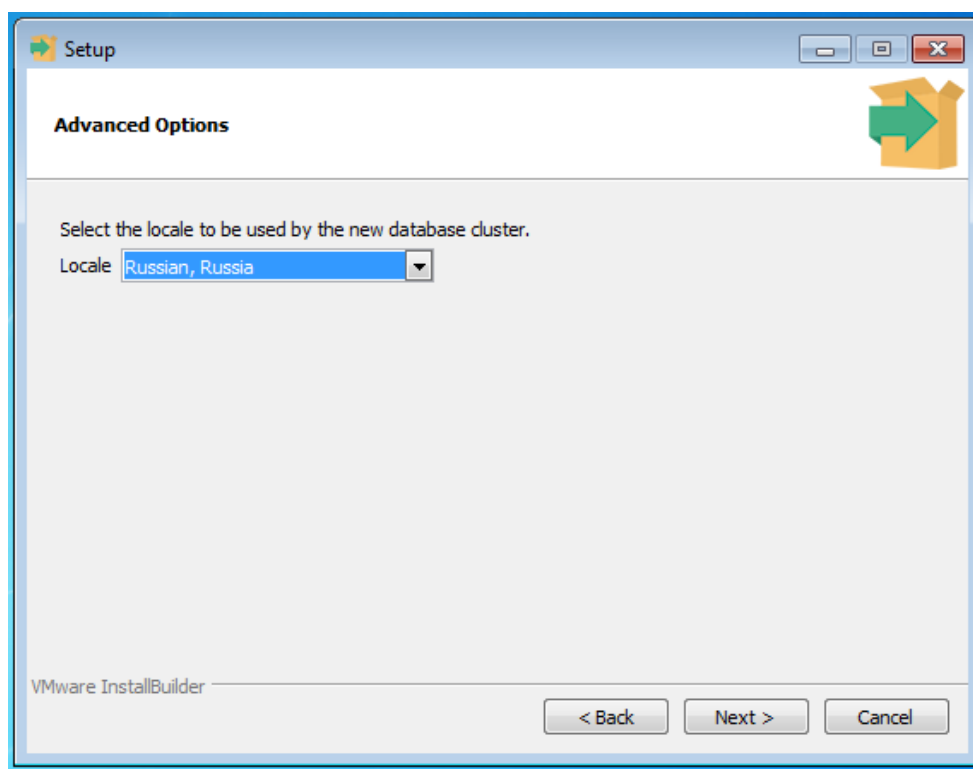 Setup
Advanced Options
Select the locale to be used by the new database cluster.
Locale Russian, Russia
VMware InstallBuilder
< Back Next > Cancel